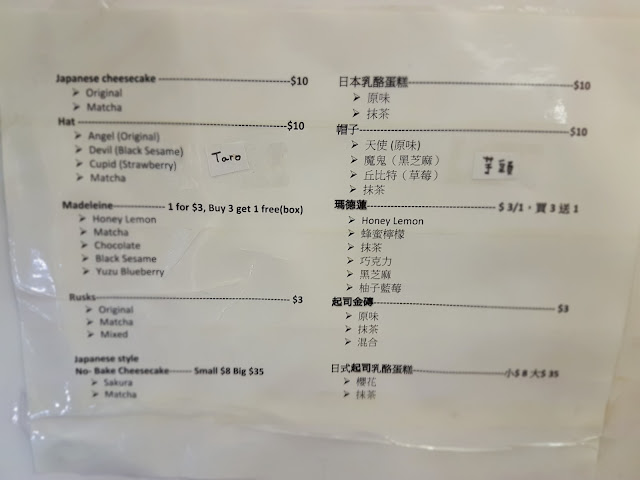 Japanese cheesecake ------------------------------$10
➢ Original
➢ Matcha
Hat ------------------------------------------------$10
➢ Angel (Original)
➢ Devil (Black Sesame)
➢ Cupid (Strawberry)
➢ Matcha
Taro
Madeleine----------- 1 for $3, Buy 3 get 1 free(box)
➢ Honey Lemon
➢ Matcha
➢ Chocolate
➢ Black Sesame
➢ Yuzu Blueberry
Rusks------------------------------------------------ $3
➢ Original
➢ Matcha
➢ Mixed
Japanese style
No- Bake Cheesecake------- Small $8 Big $35
➢ Sakura
➢ Matcha
日本乳酪蛋糕------------------------------------$10
➢ 原味
➢ 抹茶
帽子------------------------------------------------$10
➢ 天使 (原味)
➢ 魔鬼（黑芝麻）
➢ 丘比特（草莓）
➢ 抹茶
芋頭
瑪德蓮-------------------------------- $ 3/1，買 3 送 1
➢ Honey Lemon
➢ 蜂蜜檸檬
➢ 抹茶
➢ 巧克力
➢ 黑芝麻
➢ 柚子藍莓
起司金磚------------------------------------------$3
➢ 原味
➢ 抹茶
➢ 混合
日式起司乳酪蛋糕-----------------------小$ 8 大$ 35
➢ 櫻花
➢ 抹茶